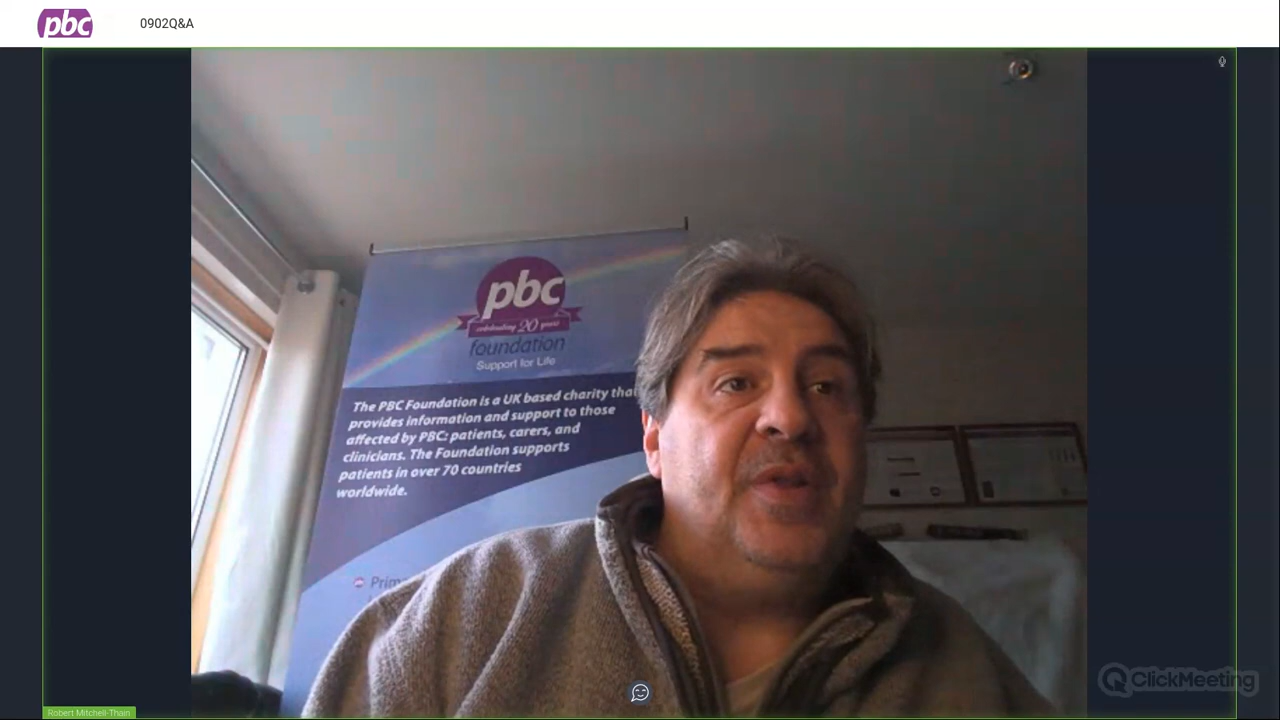 pbc
0902Q&A
pbc
celebrating 20 years
foundation
Support for Life
The PBC Foundation is a UK based charity that
provides information and support to those
affected by PBC: patients, carers, and
clinicians. The Foundation supports
patients in over 70 countries
worldwide.
Prim
ClickMeeting
Robert Mitchell-Thain